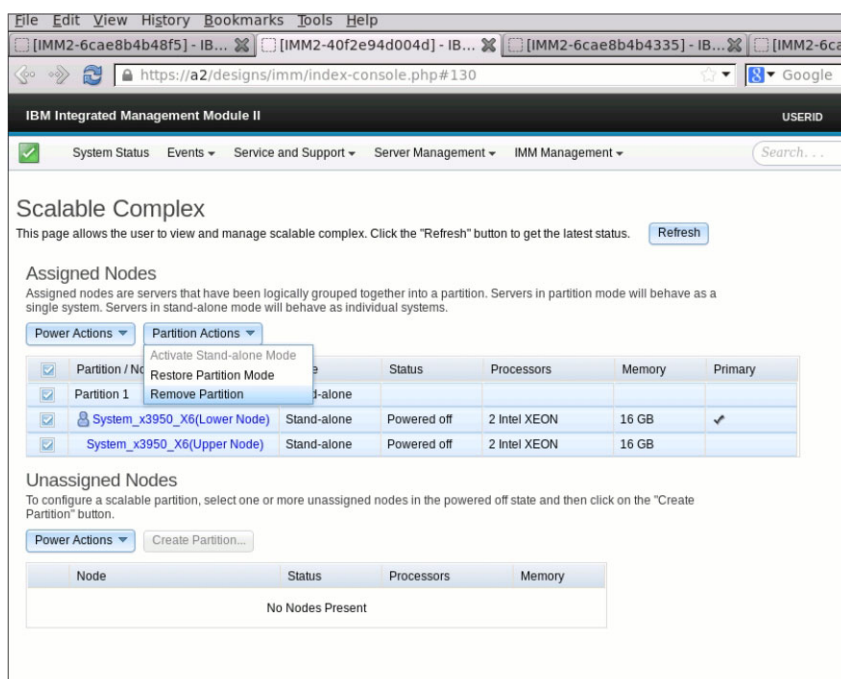 File Edit View History Bookmarks Tools Help
[IMM2-6cae8b4b48f5] - IB... [IMM2-40f2e94d004d] - IB... [IMM2-6cae8b4b4335] - IB... [IMM2-6ca
https://a2/designs/imm/index-console.php#130 Google
IBM Integrated Management Module II USERID
System Status Events Service and Support Server Management IMM Management Search...
Scalable Complex
This page allows the user to view and manage scalable complex. Click the "Refresh" button to get the latest status. Refresh
Assigned Nodes
Assigned nodes are servers that have been logically grouped together into a partition. Servers in partition mode will behave as a
single system. Servers in stand-alone mode will behave as individual systems.
Power Actions Partition Actions
Activate Stand-alone Mode
Restore Partition Mode
Remove Partition
Partition / No e Status Processors Memory Primary
Partition 1 d-alone
System_x3950_X6(Lower Node) Stand-alone Powered off 2 Intel XEON 16 GB
System_x3950_X6(Upper Node) Stand-alone Powered off 2 Intel XEON 16 GB
Unassigned Nodes
To configure a scalable partition, select one or more unassigned nodes in the powered off state and then click on the "Create
Partition" button.
Power Actions Create Partition...
Node Status Processors Memory
No Nodes Present